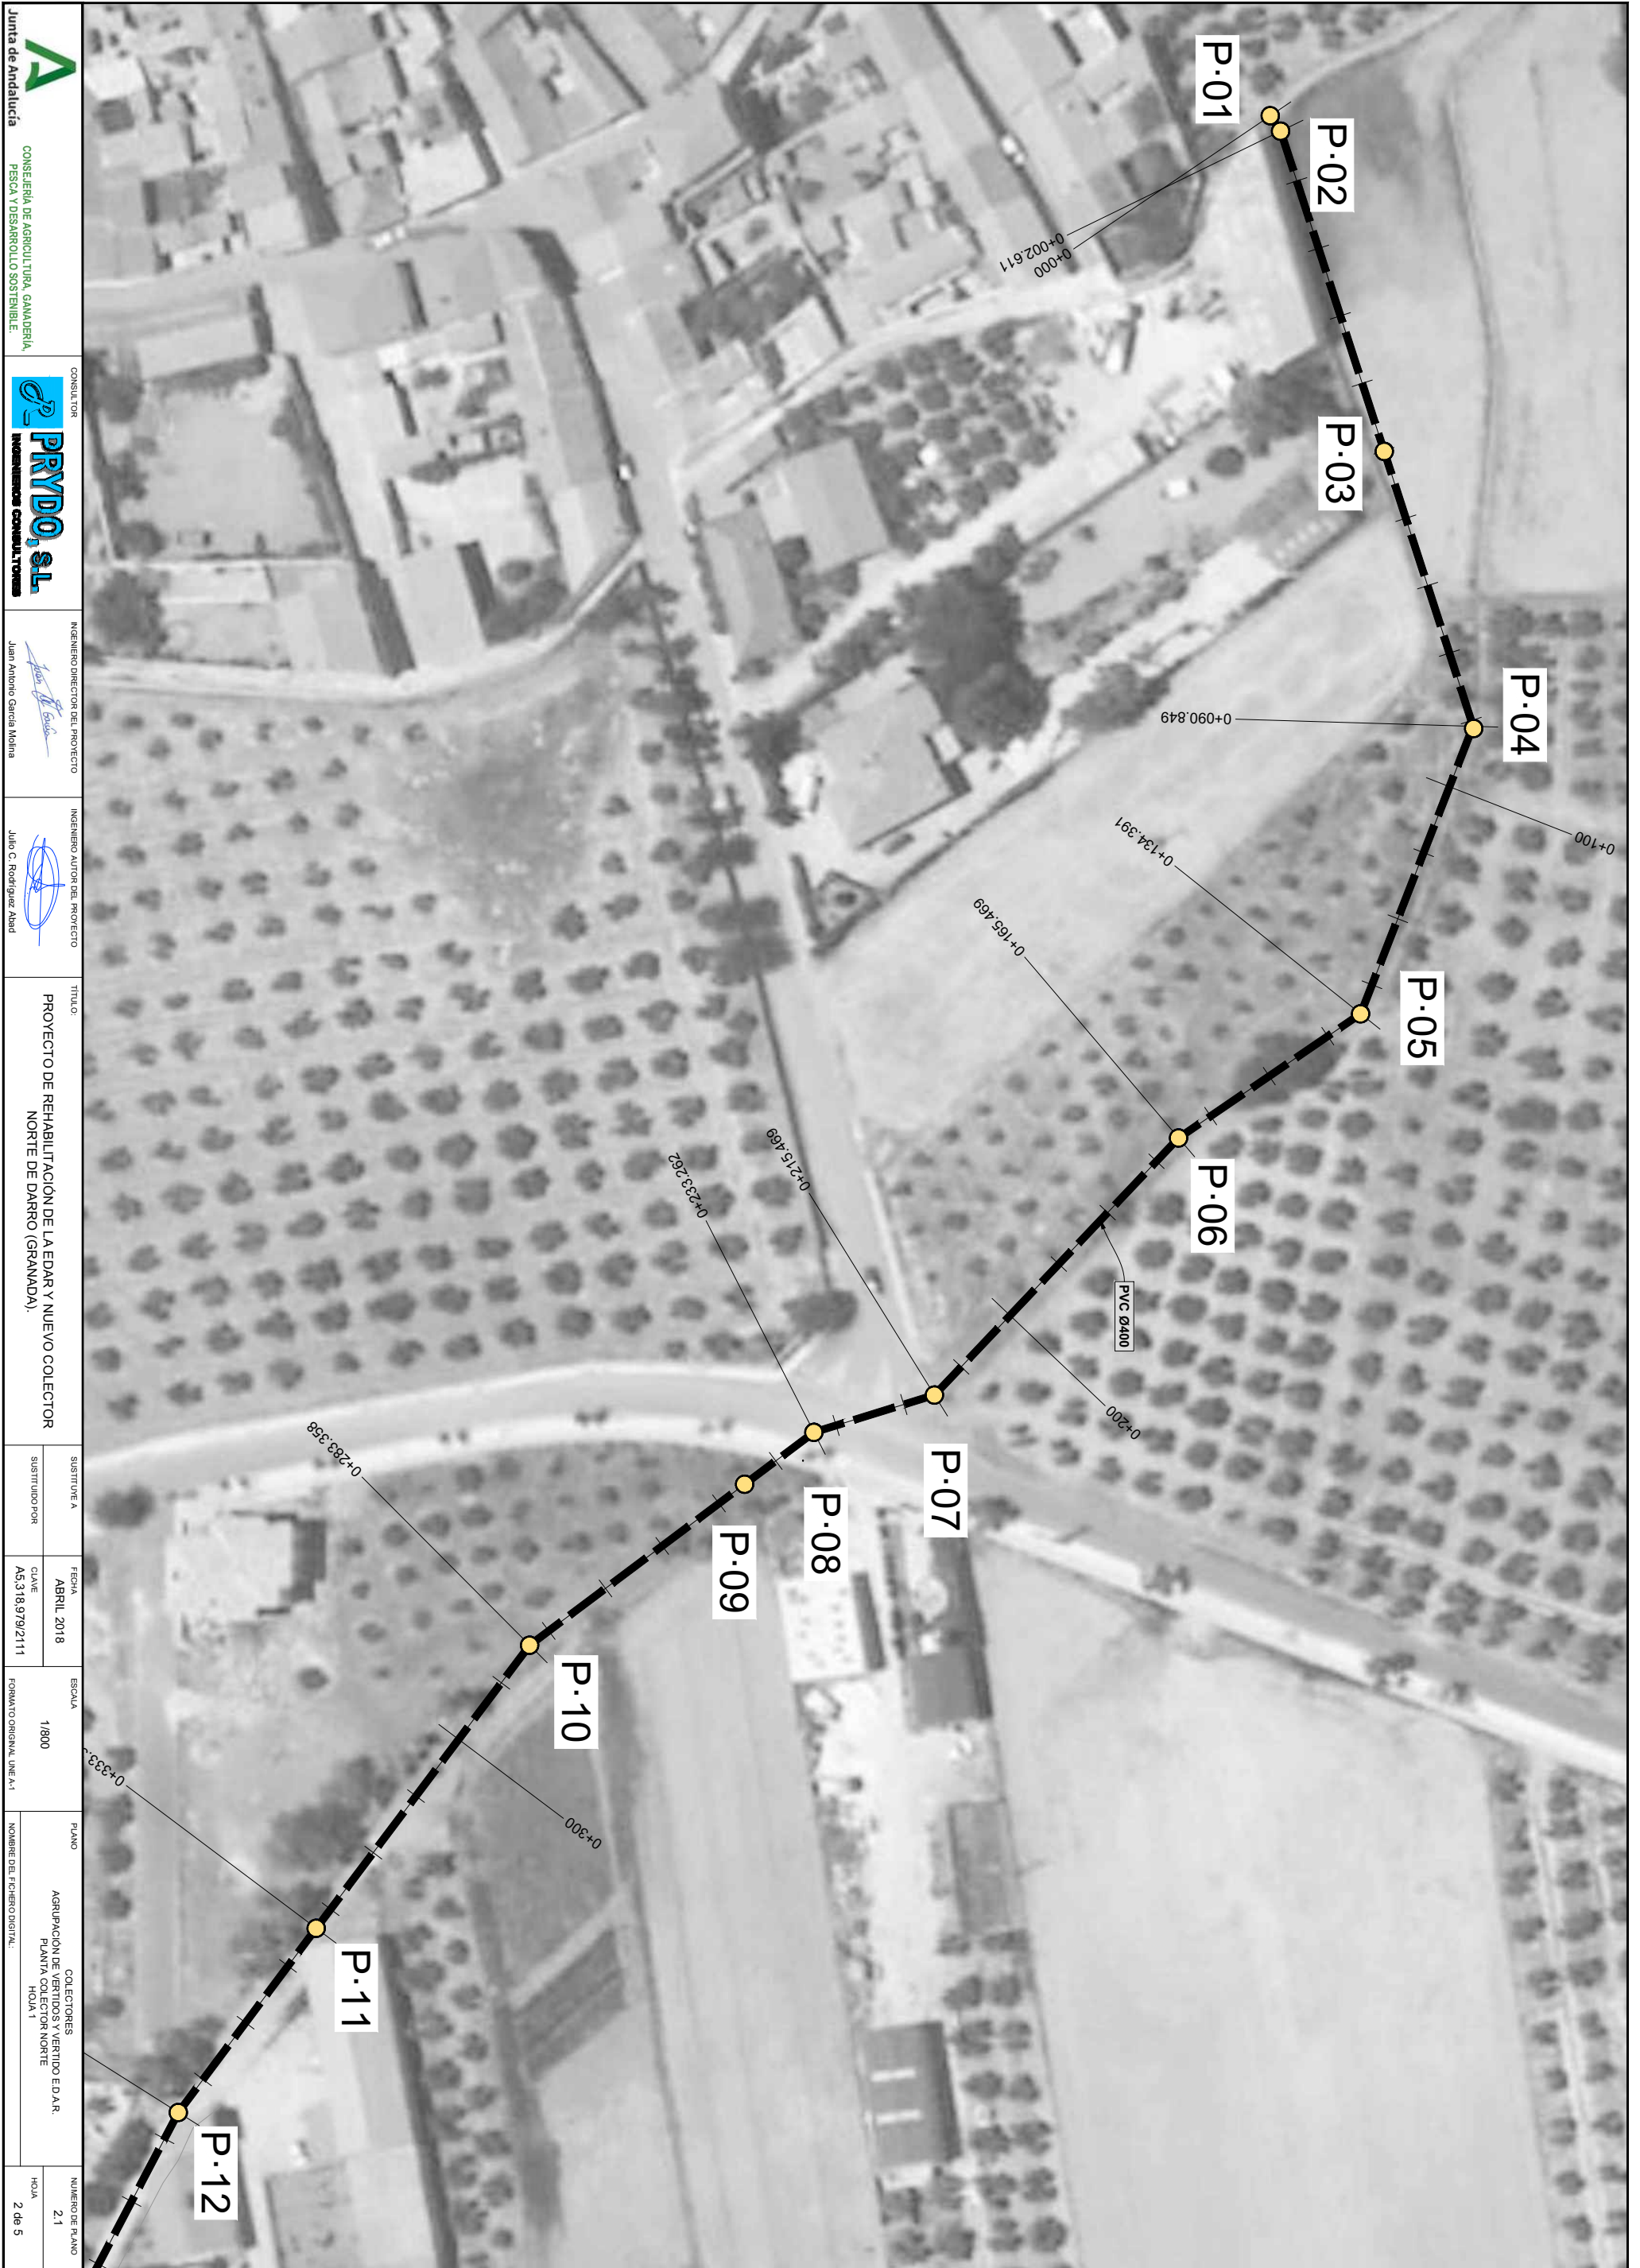 P.01
P.02
P.03
P.04
P.05
P.06
P.07
P.08
P.09
P.10
P.11
P.12
0+000
0+002.611
0+090.849
0+100
0+134.391
0+165.469
0+200
0+215.469
0+233.262
0+283.358
0+300
PVC Ø400
Junta de Andalucía
CONSEJERÍA DE AGRICULTURA, GANADERÍA,
PESCA Y DESARROLLO SOSTENIBLE.
CONSULTOR
PRYDO, S.L.
INGENIEROS CONSULTORES
INGENIERO DIRECTOR DEL PROYECTO
Juan Antonio García Molina
INGENIERO AUTOR DEL PROYECTO
Julio C. Rodríguez Abad
TÍTULO:
PROYECTO DE REHABILITACIÓN DE LA EDAR Y NUEVO COLECTOR
NORTE DE DARRO (GRANADA).
SUSTITUYE A
SUSTITUIDO POR
FECHA
ABRIL 2018
CLAVE
A5.318.979/2111
ESCALA
1/800
FORMATO ORIGINAL UNE A-1
PLANO
COLECTORES
AGRUPACIÓN DE VERTIDOS Y VERTIDO E.D.A.R.
PLANTA COLECTOR NORTE
HOJA 1
NOMBRE DEL FICHERO DIGITAL:
NUMERO DE PLANO
2.1
HOJA
2 de 5